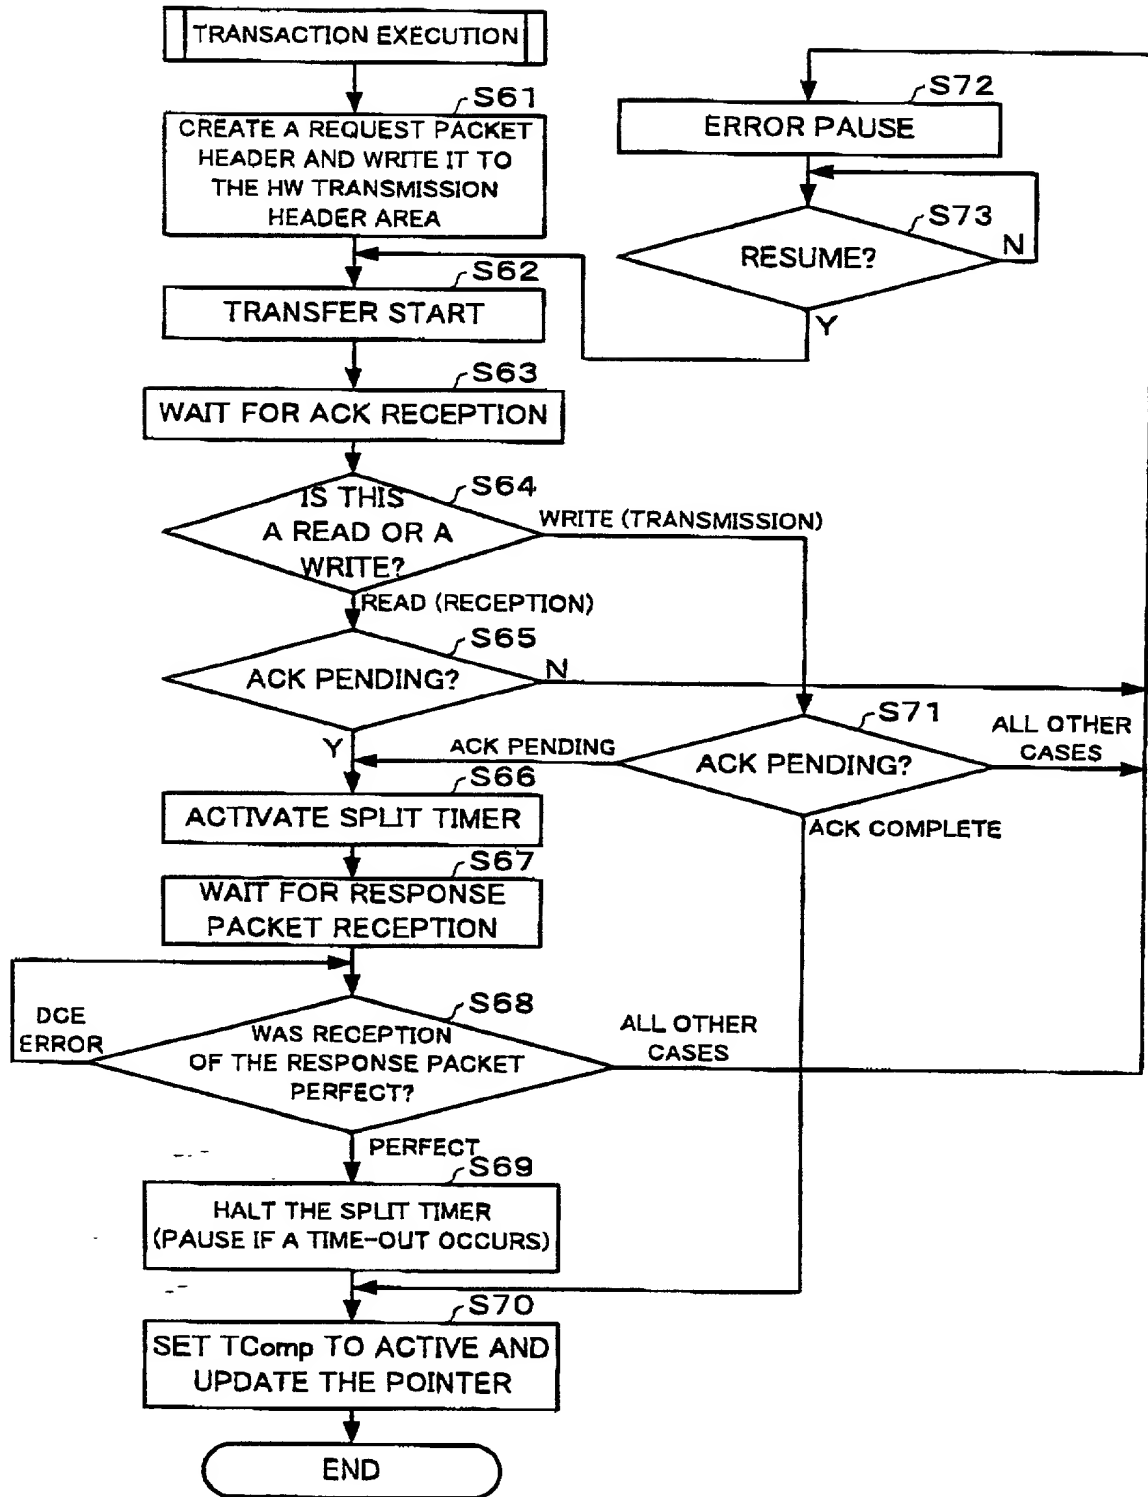 TRANSACTION EXECUTION
S61
CREATE A REQUEST PACKET
HEADER AND WRITE IT TO
THE HW TRANSMISSION
HEADER AREA
S72
ERROR PAUSE
S73
RESUME?
N
Y
S62
TRANSFER START
S63
WAIT FOR ACK RECEPTION
S64
IS THIS
A READ OR A
WRITE?
WRITE (TRANSMISSION)
READ (RECEPTION)
S65
ACK PENDING?
N
Y
S71
ACK PENDING?
ACK PENDING
ALL OTHER
CASES
ACK COMPLETE
S66
ACTIVATE SPLIT TIMER
S67
WAIT FOR RESPONSE
PACKET RECEPTION
S68
WAS RECEPTION
OF THE RESPONSE PACKET
PERFECT?
DCE
ERROR
ALL OTHER
CASES
PERFECT
S69
HALT THE SPLIT TIMER
(PAUSE IF A TIME-OUT OCCURS)
S70
SET TComp TO ACTIVE AND
UPDATE THE POINTER
END